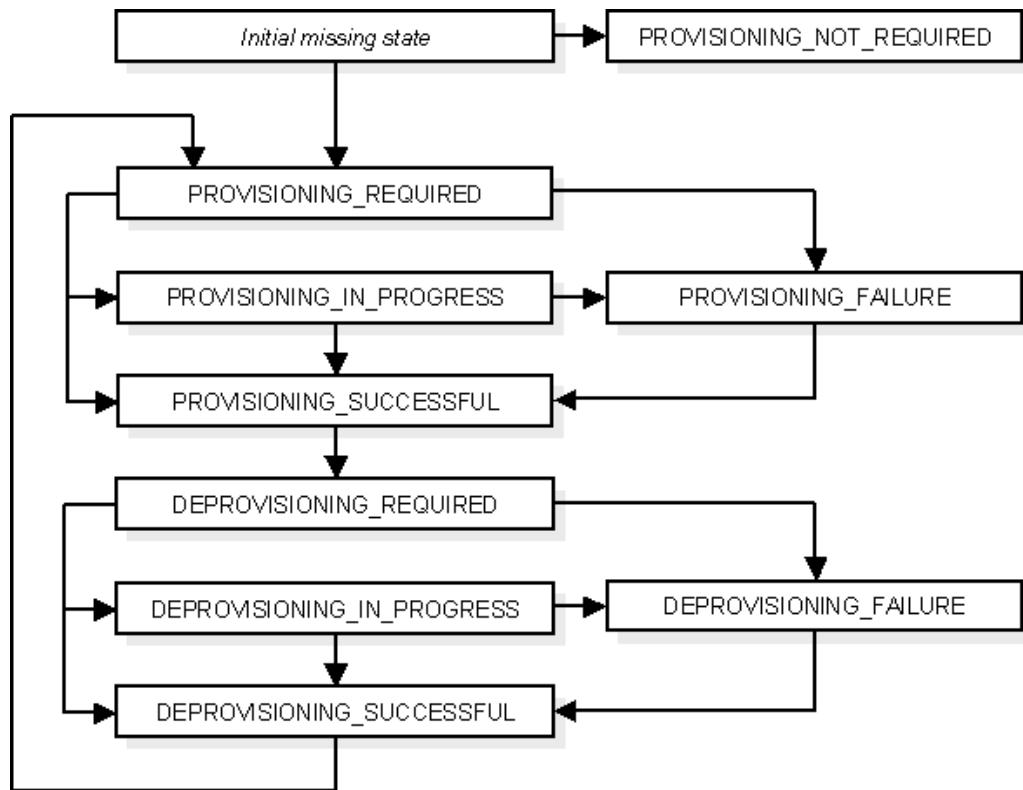 Initial missing state
PROVISIONING_NOT_REQUIRED
PROVISIONING_REQUIRED
PROVISIONING_IN_PROGRESS
PROVISIONING_FAILURE
PROVISIONING_SUCCESSFUL
DEPROVISIONING_REQUIRED
DEPROVISIONING_IN_PROGRESS
DEPROVISIONING_FAILURE
DEPROVISIONING_SUCCESSFUL